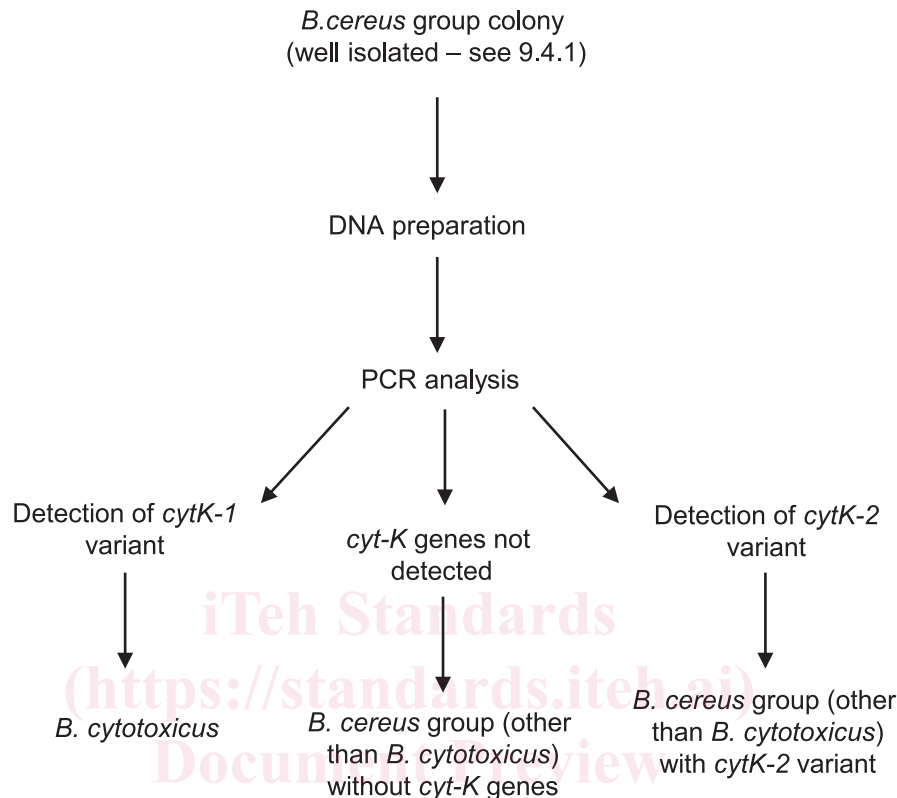 B.cereus group colony
(well isolated – see 9.4.1)
DNA preparation
PCR analysis
Detection of cytK-1
variant
cyt-K genes not
detected
Detection of cytK-2
variant
iTeh Standards
(https://standards.iteh.ai)
Document Preview
B. cytotoxicus
B. cereus group (other
than B. cytotoxicus)
without cyt-K genes
B. cereus group (other
than B. cytotoxicus)
with cytK-2 variant